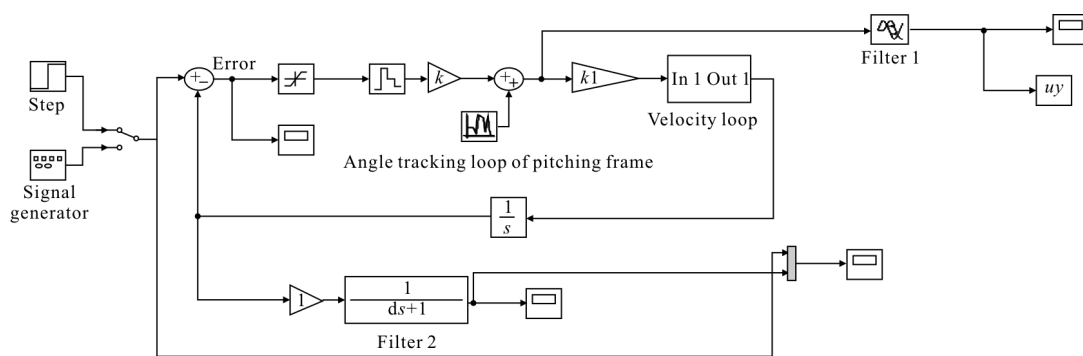 Filter 1
Error
+
−
k
+
+
k1
In 1 Out 1
uy
Step
Velocity loop
Angle tracking loop of pitching frame
Signal
generator
1
s
1
1
ds+1
Filter 2